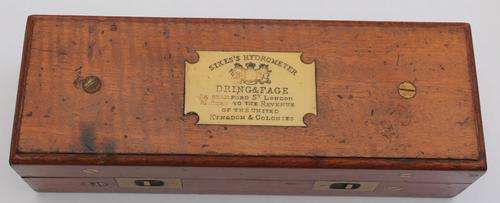 SIKES'S HYDROMETER
DRING & FAGE
STAMFORD ST LONDON
TO THE REVENUE
OF THE UNITED
KINGDOM & COLONIES